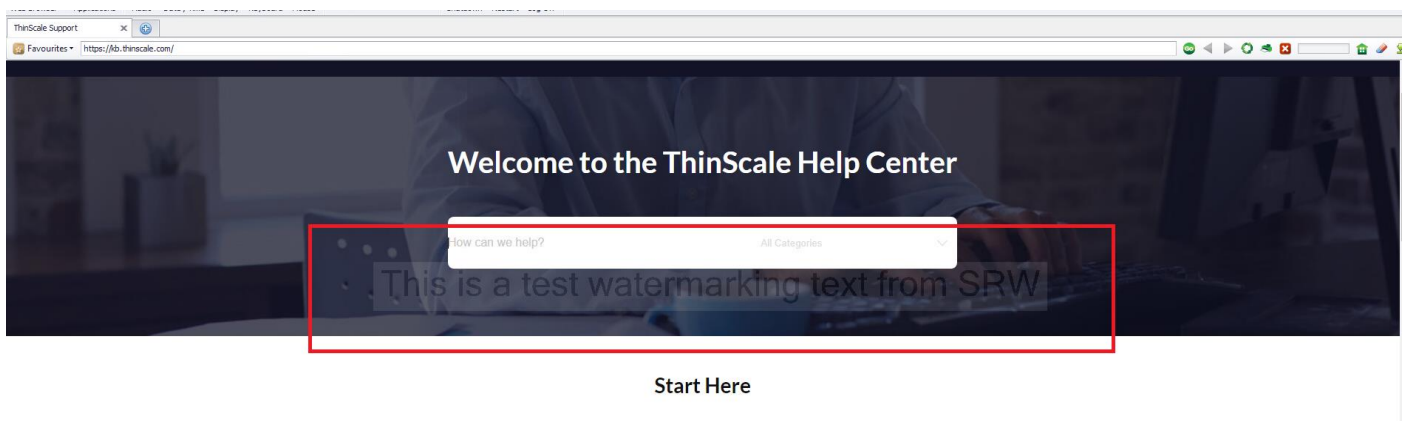 ThinScale Support
Favourites https://kb.thinscale.com/
GO
Welcome to the ThinScale Help Center
How can we help? All Categories
This is a test watermarking text from SRW
Start Here